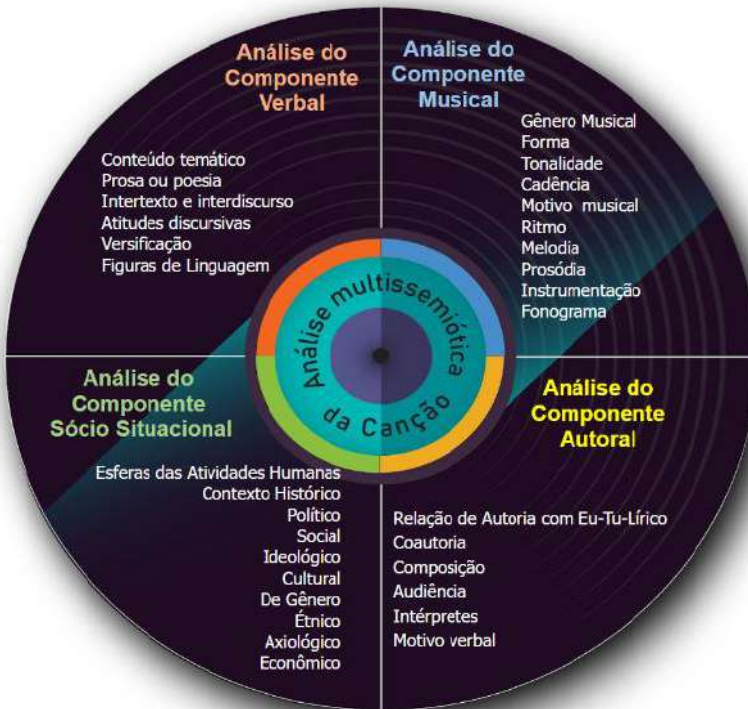 Análise do
Componente
Verbal
Conteúdo temático
Prosa ou poesia
Intertexto e interdiscurso
Atitudes discursivas
Versificação
Figuras de Linguagem
Análise do
Componente
Musical
Gênero Musical
Forma
Tonalidade
Cadência
Motivo musical
Ritmo
Melodia
Prosódia
Instrumentação
Fonograma
Análise multissemiótica
da Canção
Análise do
Componente
Sócio Situacional
Esferas das Atividades Humanas
Contexto Histórico
Político
Social
Ideológico
Cultural
De Gênero
Étnico
Axiológico
Econômico
Análise do
Componente
Autoral
Relação de Autoria com Eu-Tu-Lírico
Coautoria
Composição
Audiência
Intérpretes
Motivo verbal